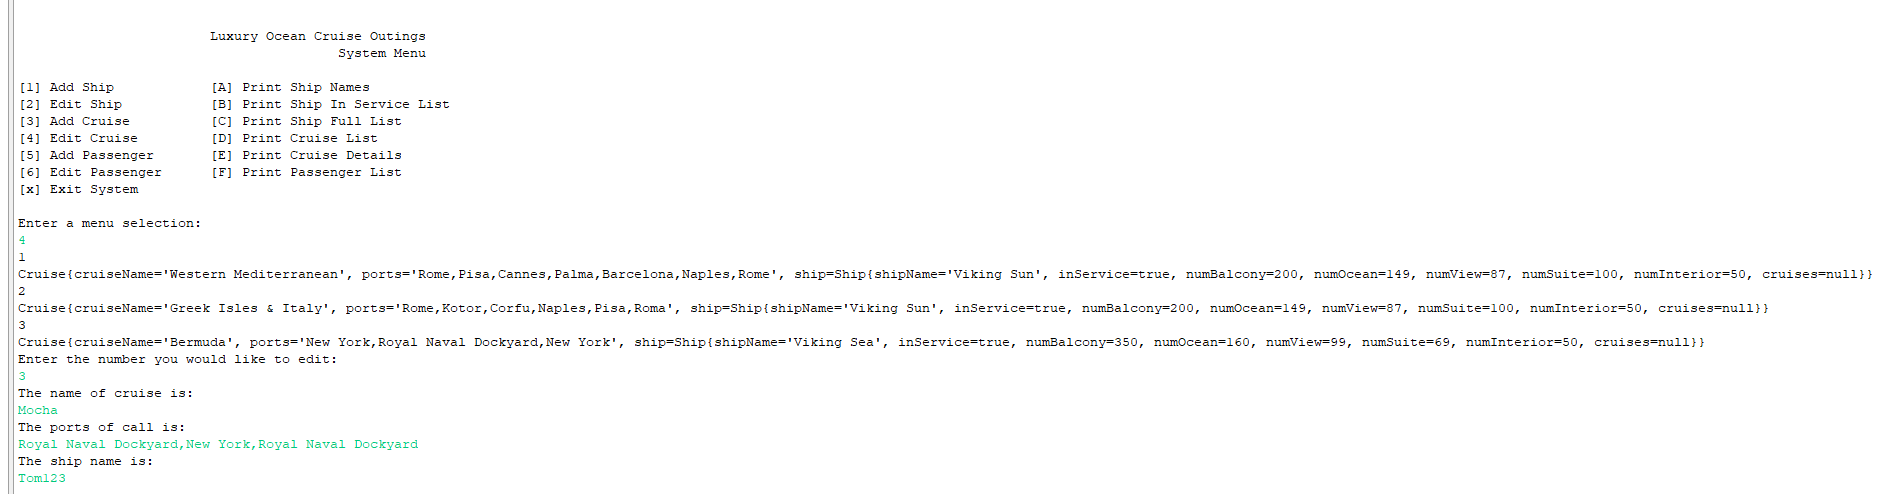 Luxury Ocean Cruise Outings
System Menu
[1] Add Ship [A] Print Ship Names
[2] Edit Ship [B] Print Ship In Service List
[3] Add Cruise [C] Print Ship Full List
[4] Edit Cruise [D] Print Cruise List
[5] Add Passenger [E] Print Cruise Details
[6] Edit Passenger [F] Print Passenger List
[x] Exit System
Enter a menu selection:
4
1
Cruise{cruiseName='Western Mediterranean', ports='Rome,Pisa,Cannes,Palma,Barcelona,Naples,Rome', ship=Ship{shipName='Viking Sun', inService=true, numBalcony=200, numOcean=149, numView=87, numSuite=100, numInterior=50, cruises=null}}
2
Cruise{cruiseName='Greek Isles & Italy', ports='Rome,Kotor,Corfu,Naples,Pisa,Roma', ship=Ship{shipName='Viking Sun', inService=true, numBalcony=200, numOcean=149, numView=87, numSuite=100, numInterior=50, cruises=null}}
3
Cruise{cruiseName='Bermuda', ports='New York,Royal Naval Dockyard,New York', ship=Ship{shipName='Viking Sea', inService=true, numBalcony=350, numOcean=160, numView=99, numSuite=69, numInterior=50, cruises=null}}
Enter the number you would like to edit:
3
The name of cruise is:
Mocha
The ports of call is:
Royal Naval Dockyard,New York,Royal Naval Dockyard
The ship name is:
Tom123